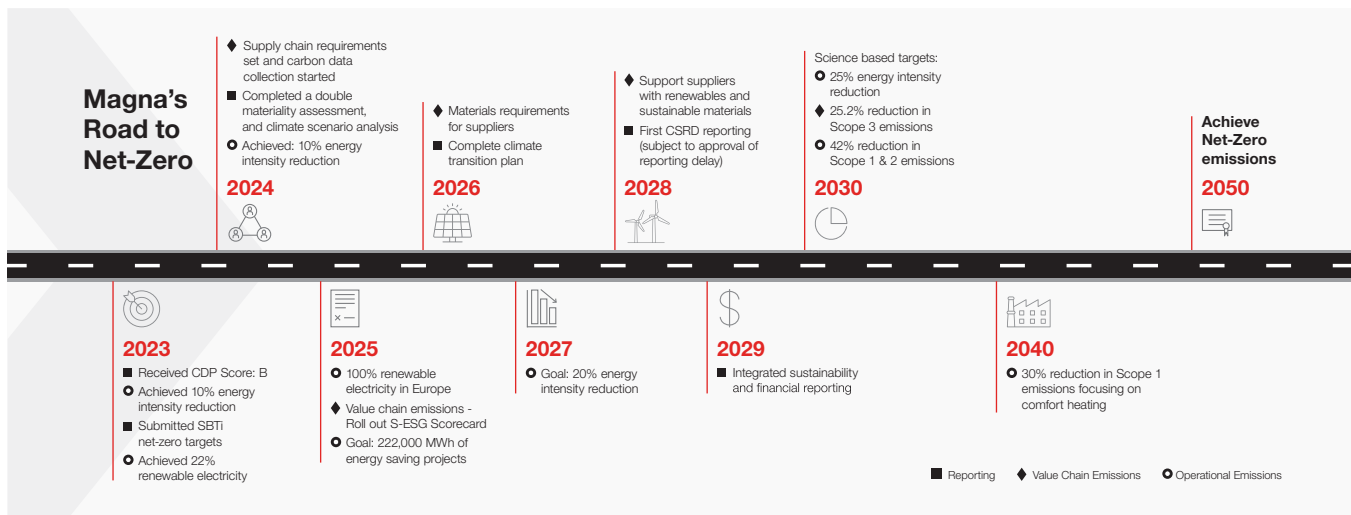 Magna's
Road to
Net-Zero
Supply chain requirements
set and carbon data
collection started
Completed a double
materiality assessment,
and climate scenario analysis
Achieved: 10% energy
intensity reduction
2024
Materials requirements
for suppliers
Complete climate
transition plan
2026
Support suppliers
with renewables and
sustainable materials
First CSRD reporting
(subject to approval of
reporting delay)
2028
Science based targets:
25% energy intensity
reduction
25.2% reduction in
Scope 3 emissions
42% reduction in
Scope 1 & 2 emissions
2030
Achieve
Net-Zero
emissions
2050
2023
Received CDP Score: B
Achieved 10% energy
intensity reduction
Submitted SBTi
net-zero targets
Achieved 22%
renewable electricity
2025
100% renewable
electricity in Europe
Value chain emissions -
Roll out S-ESG Scorecard
Goal: 222,000 MWh of
energy saving projects
2027
Goal: 20% energy
intensity reduction
2029
Integrated sustainability
and financial reporting
2040
30% reduction in Scope 1
emissions focusing on
comfort heating
Reporting
Value Chain Emissions
Operational Emissions